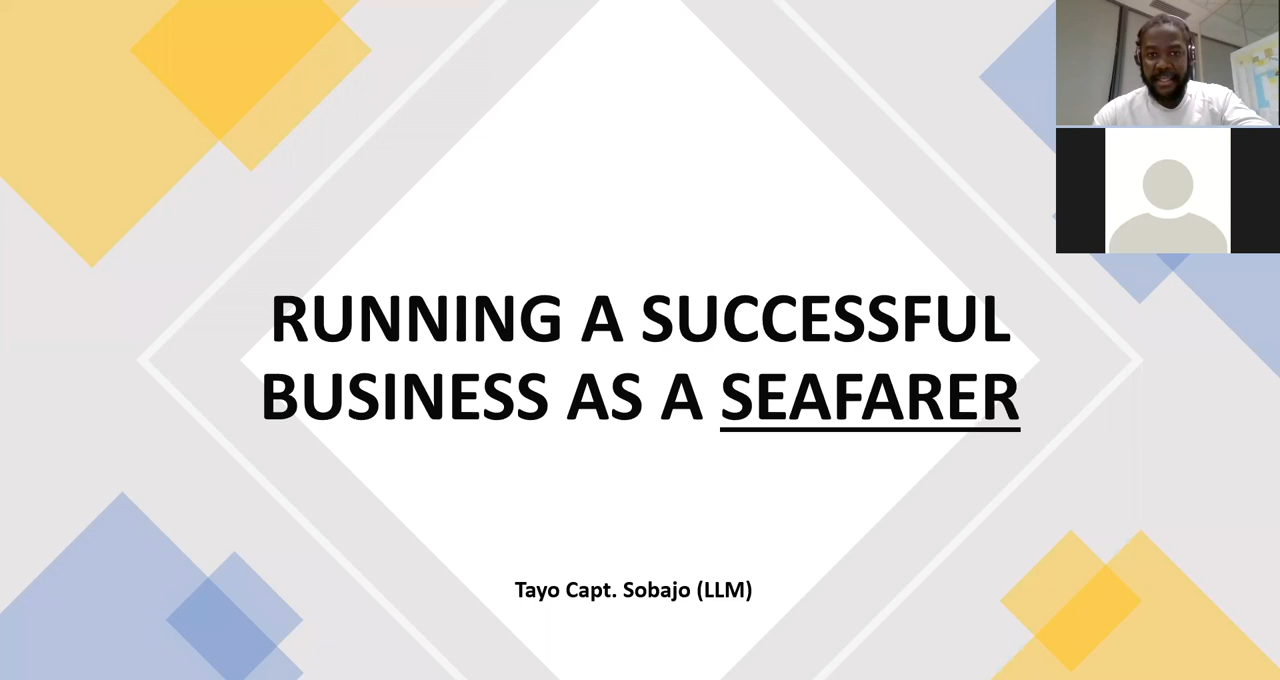 RUNNING A SUCCESSFUL
BUSINESS AS A SEAFARER
Tayo Capt. Sobajo (LLM)